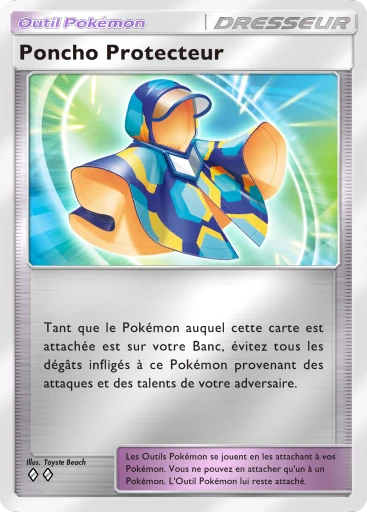 Outil Pokémon
DRESSEUR
Poncho Protecteur
Tant que le Pokémon auquel cette carte est
attachée est sur votre Banc, évitez tous les
dégâts infligés à ce Pokémon provenant des
attaques et des talents de votre adversaire.
Illus. Toyste Beach
Les Outils Pokémon se jouent en les attachant à vos
Pokémon. Vous ne pouvez en attacher qu'un à un
Pokémon. L'Outil Pokémon lui reste attaché.